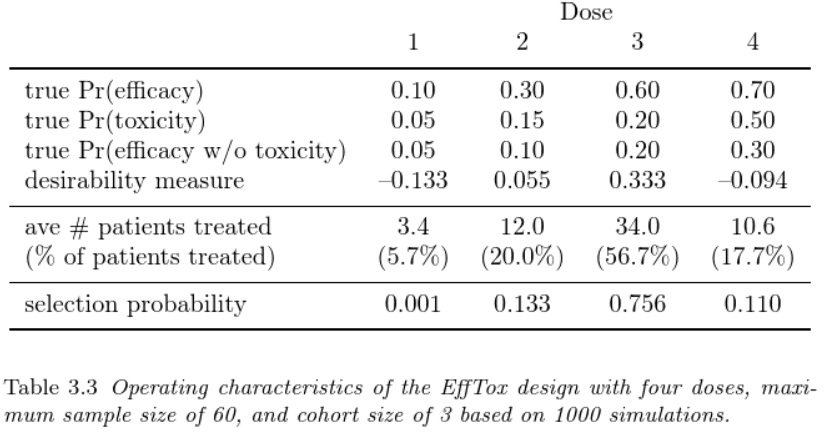 Dose
1 2 3 4
true Pr(efficacy) 0.10 0.30 0.60 0.70
true Pr(toxicity) 0.05 0.15 0.20 0.50
true Pr(efficacy w/o toxicity) 0.05 0.10 0.20 0.30
desirability measure –0.133 0.055 0.333 –0.094
ave # patients treated 3.4 12.0 34.0 10.6
(% of patients treated) (5.7%) (20.0%) (56.7%) (17.7%)
selection probability 0.001 0.133 0.756 0.110
Table 3.3 Operating characteristics of the EffTox design with four doses, maxi-
mum sample size of 60, and cohort size of 3 based on 1000 simulations.